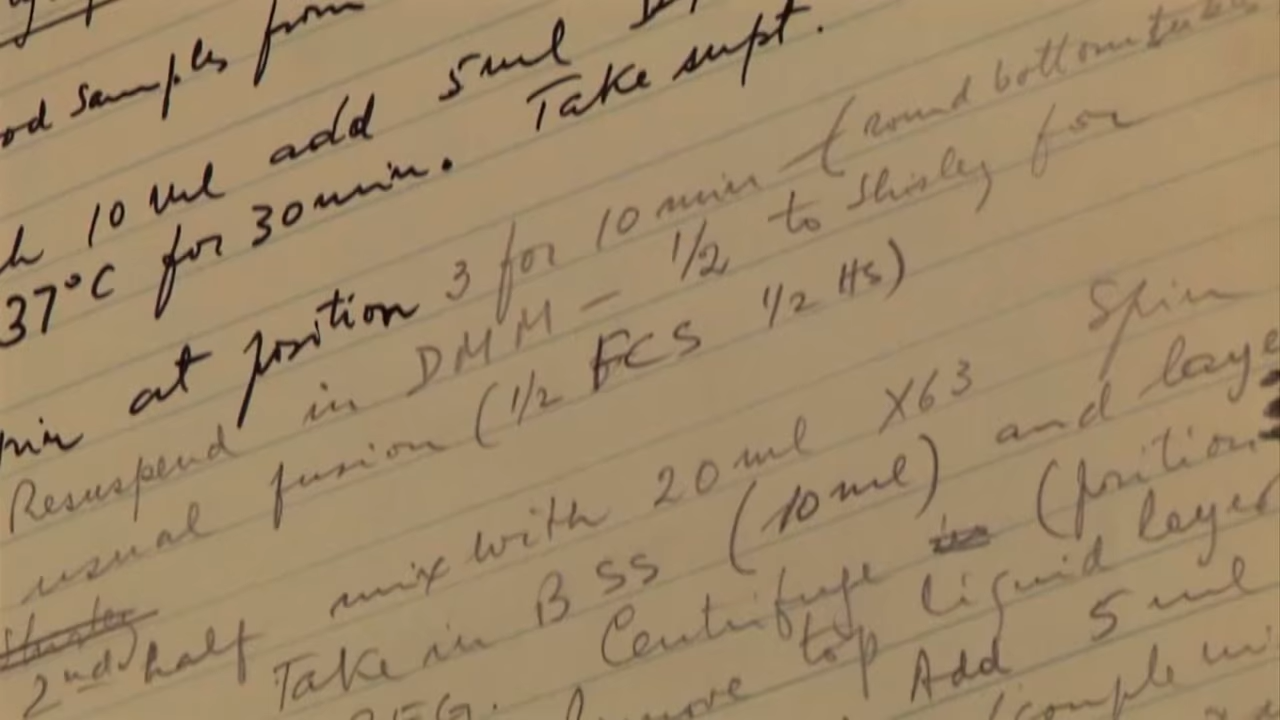 samples from
10 ml add 5 ml
37°C for 30 min. Take supt.
at position 3 for 10 min (round bottom tubes
Resuspend in DMM - 1/2 to Shirley for
usual fusion (1/2 FCS 1/2 HS)
2nd half mix with 20 ml X63 Spin
Take in BSS (10 ml) and laye
Centrifuge (position
top liquid layer
Add 5 ml